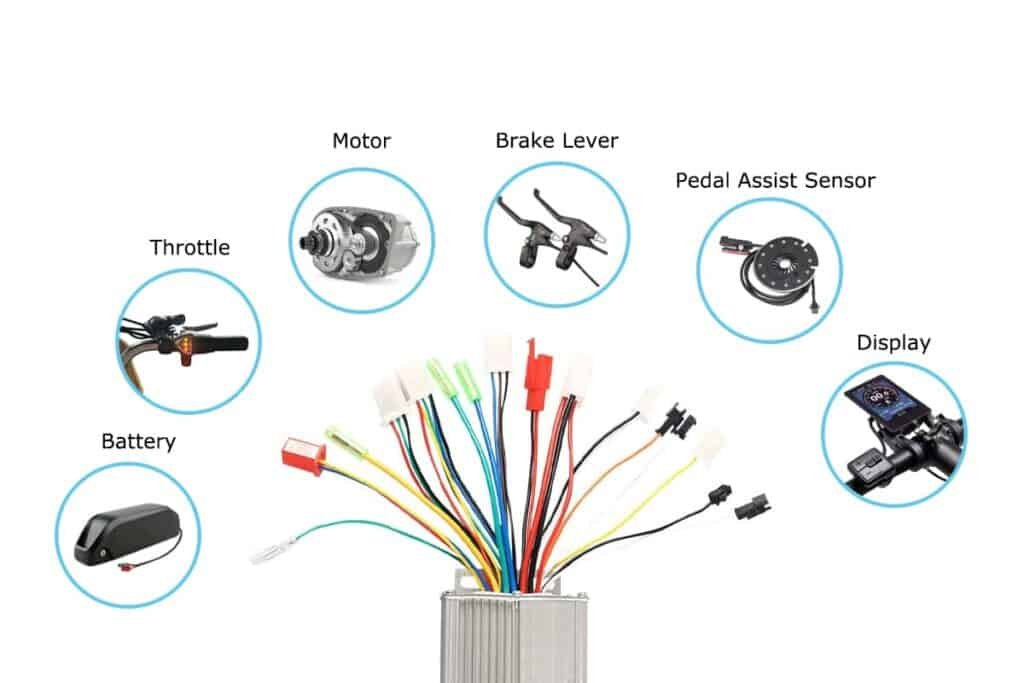 Motor
Brake Lever
Pedal Assist Sensor
Throttle
Display
Battery